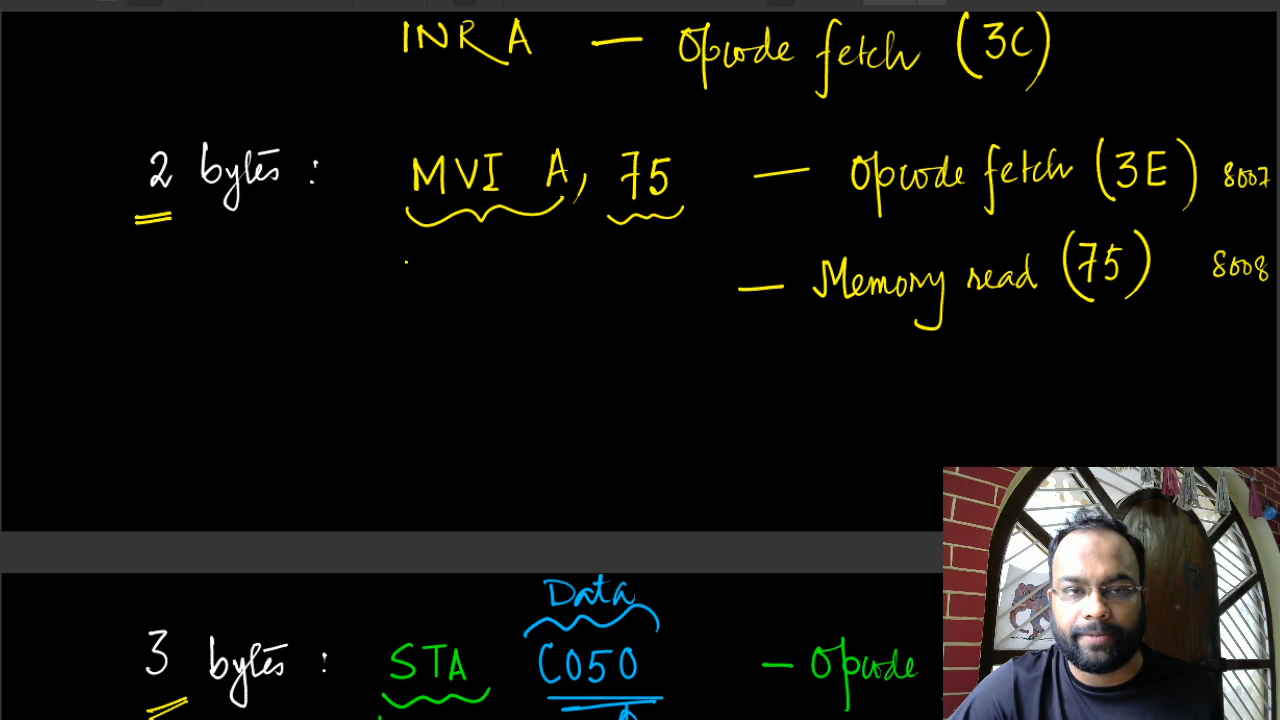 INR A — Opcode fetch (3C)
2 bytes : MVI A, 75 — Opcode fetch (3E) 8007
— Memory read (75) 8008
Data
3 bytes : STA C050 — Opcode